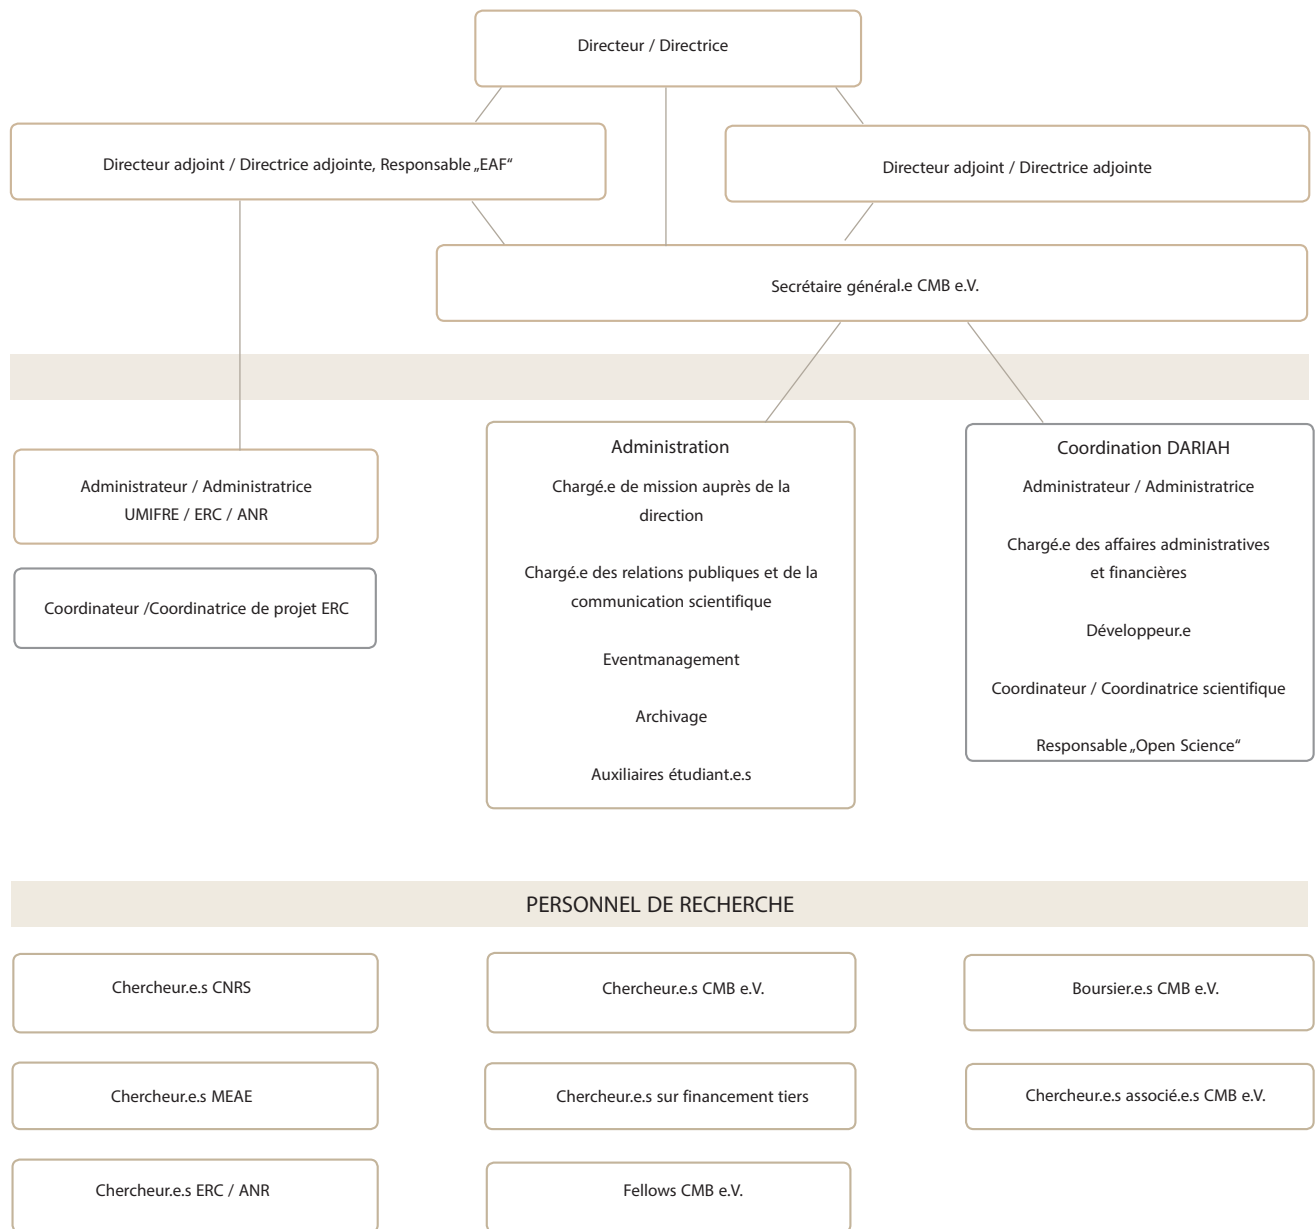 Directeur / Directrice
Directeur adjoint / Directrice adjointe, Responsable „EAF“
Directeur adjoint / Directrice adjointe
Secrétaire général.e CMB e.V.
Administrateur / Administratrice
UMIFRE / ERC / ANR
Coordinateur /Coordinatrice de projet ERC
Administration
Chargé.e de mission auprès de la
direction
Chargé.e des relations publiques et de la
communication scientifique
Eventmanagement
Archivage
Auxiliaires étudiant.e.s
Coordination DARIAH
Administrateur / Administratrice
Chargé.e des affaires administratives
et financières
Développeur.e
Coordinateur / Coordinatrice scientifique
Responsable „Open Science“
PERSONNEL DE RECHERCHE
Chercheur.e.s CNRS
Chercheur.e.s CMB e.V.
Boursier.e.s CMB e.V.
Chercheur.e.s MEAE
Chercheur.e.s sur financement tiers
Chercheur.e.s associé.e.s CMB e.V.
Chercheur.e.s ERC / ANR
Fellows CMB e.V.